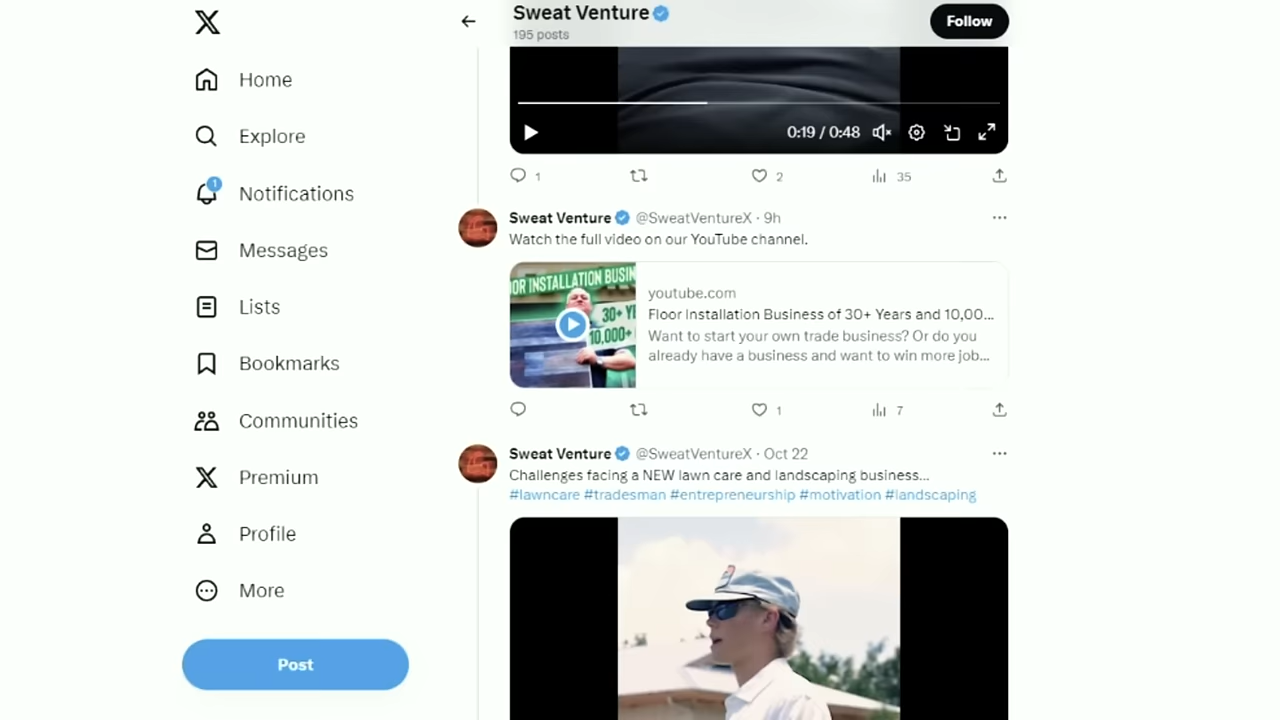 Sweat Venture
195 posts
Follow
Home
Explore
1
Notifications
Messages
Lists
Bookmarks
Communities
Premium
Profile
More
Post
0:19 / 0:48
1
2
35
Sweat Venture @SweatVentureX · 9h
Watch the full video on our YouTube channel.
OOR INSTALLATION BUSIN
30+ YE
10,000+
youtube.com
Floor Installation Business of 30+ Years and 10,00...
Want to start your own trade business? Or do you
already have a business and want to win more job...
1
7
Sweat Venture @SweatVentureX · Oct 22
Challenges facing a NEW lawn care and landscaping business...
#lawncare #tradesman #entrepreneurship #motivation #landscaping